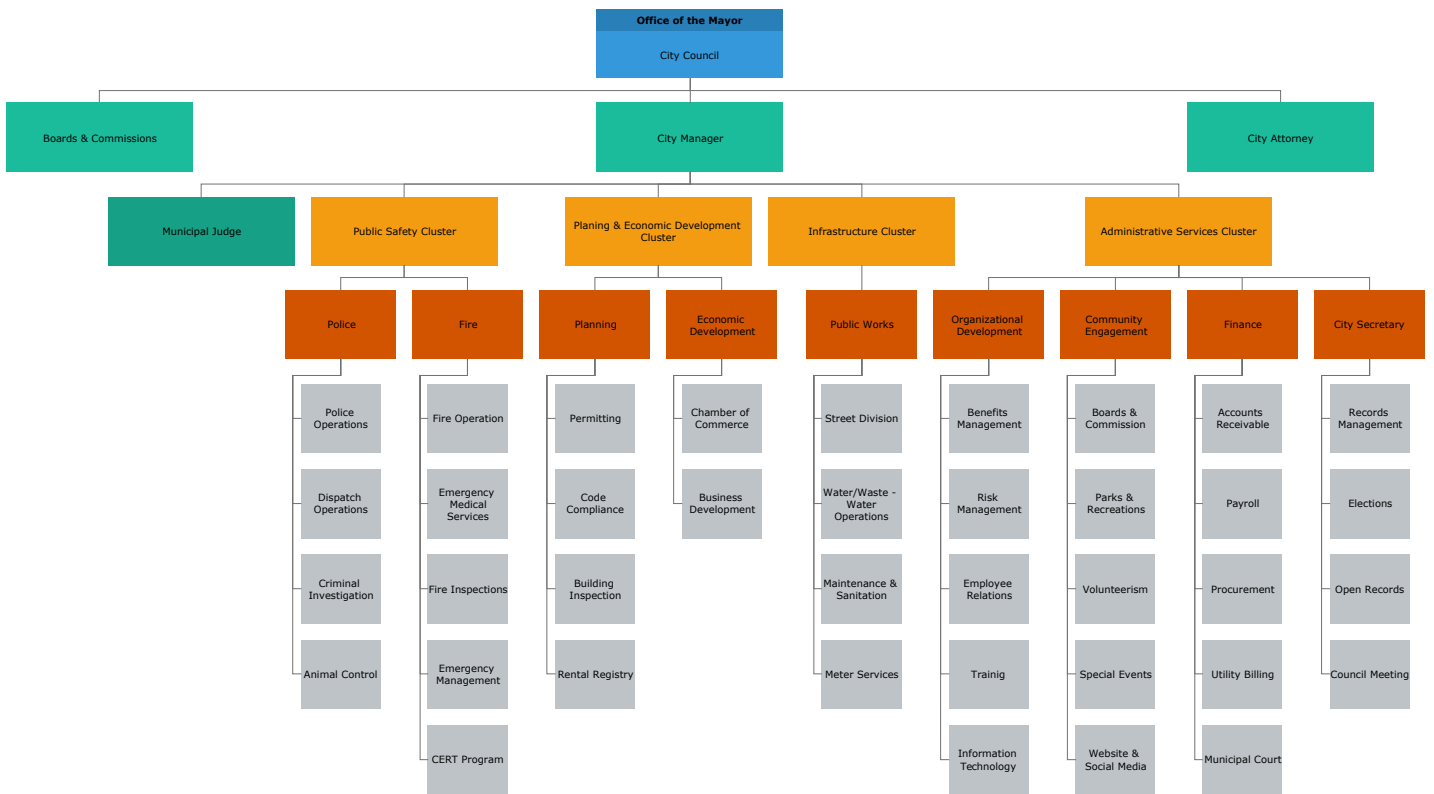 Office of the Mayor
City Council
Boards & Commissions
City Manager
City Attorney
Municipal Judge
Public Safety Cluster
Planing & Economic Development
Cluster
Infrastructure Cluster
Administrative Services Cluster
Police
Fire
Planning
Economic
Development
Public Works
Organizational
Development
Community
Engagement
Finance
City Secretary
Police
Operations
Fire Operation
Permitting
Chamber of
Commerce
Street Division
Benefits
Management
Boards &
Commission
Accounts
Receivable
Records
Management
Dispatch
Operations
Emergency
Medical
Services
Code
Compliance
Business
Development
Water/Waste -
Water
Operations
Risk
Management
Parks &
Recreations
Payroll
Elections
Criminal
Investigation
Fire Inspections
Building
Inspection
Maintenance &
Sanitation
Employee
Relations
Volunteerism
Procurement
Open Records
Animal Control
Emergency
Management
Rental Registry
Meter Services
Trainig
Special Events
Utility Billing
Council Meeting
CERT Program
Information
Technology
Website &
Social Media
Municipal Court